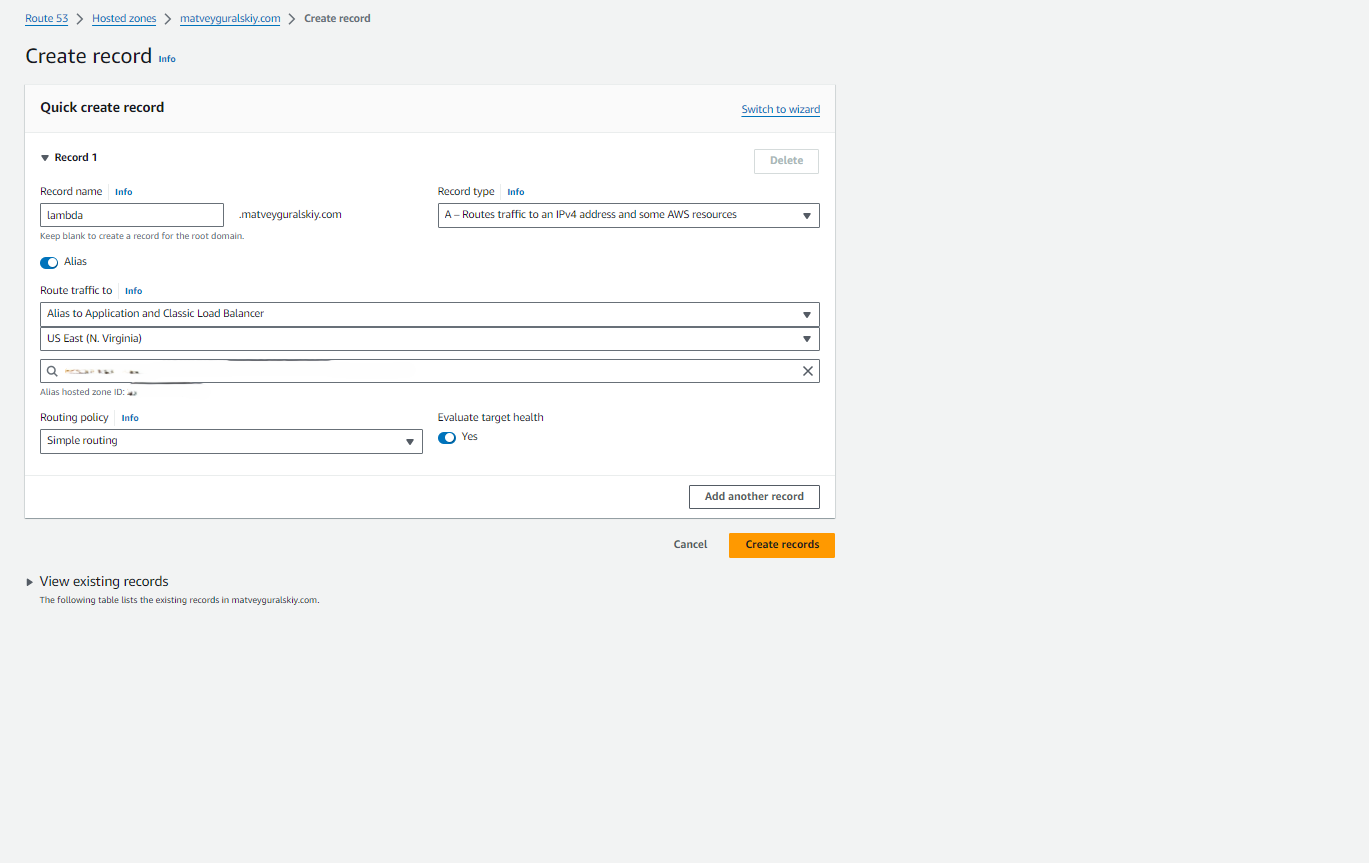 Route 53 > Hosted zones > matveyguralskiy.com > Create record
Create record Info
Quick create record
Switch to wizard
Record 1
Delete
Record name Info
Record type Info
lambda .matveyguralskiy.com
A – Routes traffic to an IPv4 address and some AWS resources
Keep blank to create a record for the root domain.
Alias
Route traffic to Info
Alias to Application and Classic Load Balancer
US East (N. Virginia)
Alias hosted zone ID:
Routing policy Info
Evaluate target health
Simple routing
Yes
Add another record
Cancel
Create records
View existing records
The following table lists the existing records in matveyguralskiy.com.